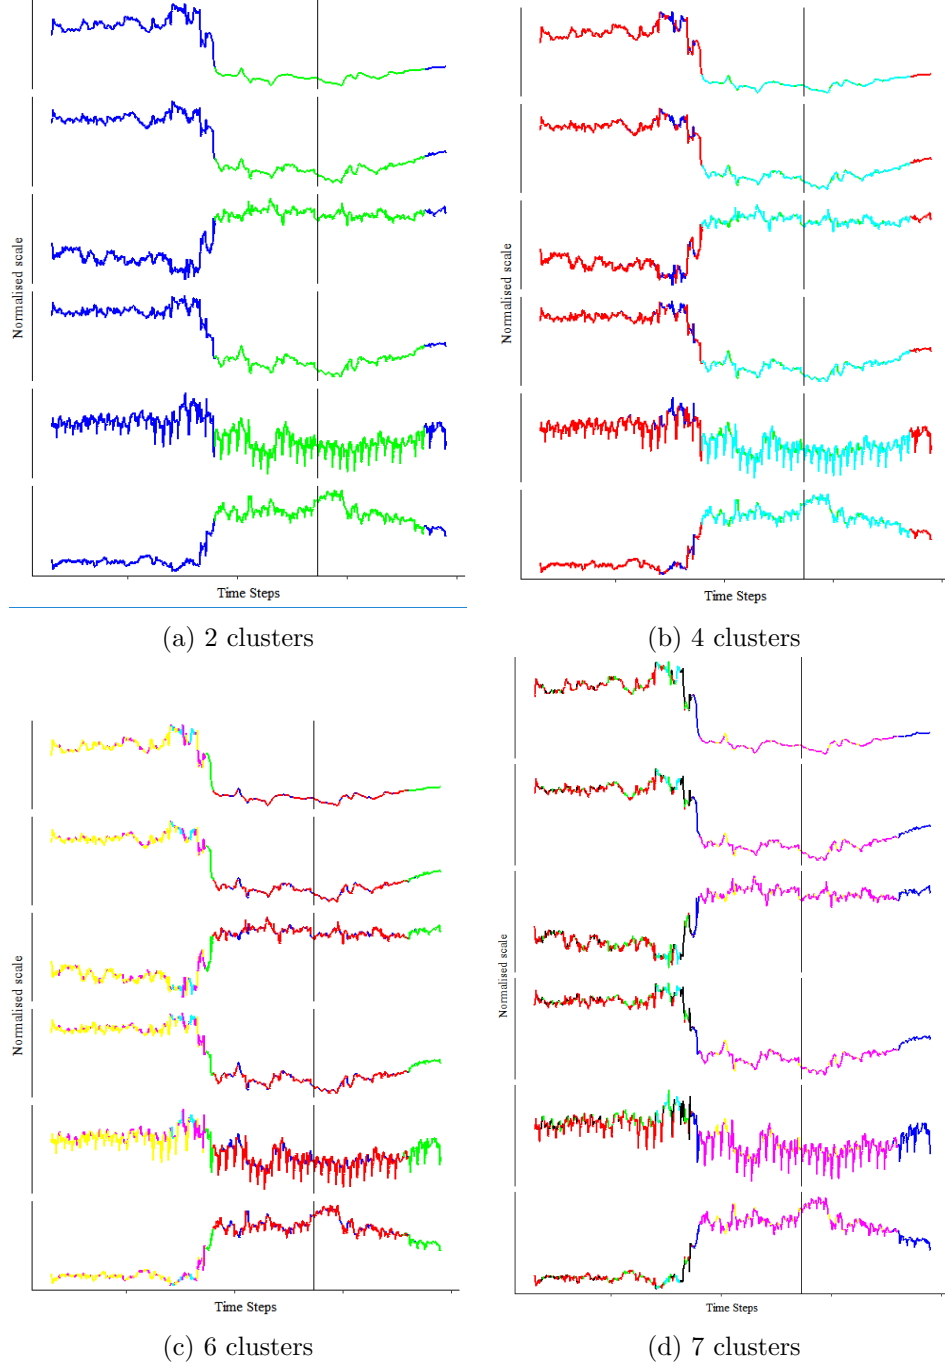 Normalised scale
Time Steps
(a) 2 clusters
Normalised scale
Time Steps
(b) 4 clusters
Normalised scale
Time Steps
(c) 6 clusters
Normalised scale
Time Steps
(d) 7 clusters